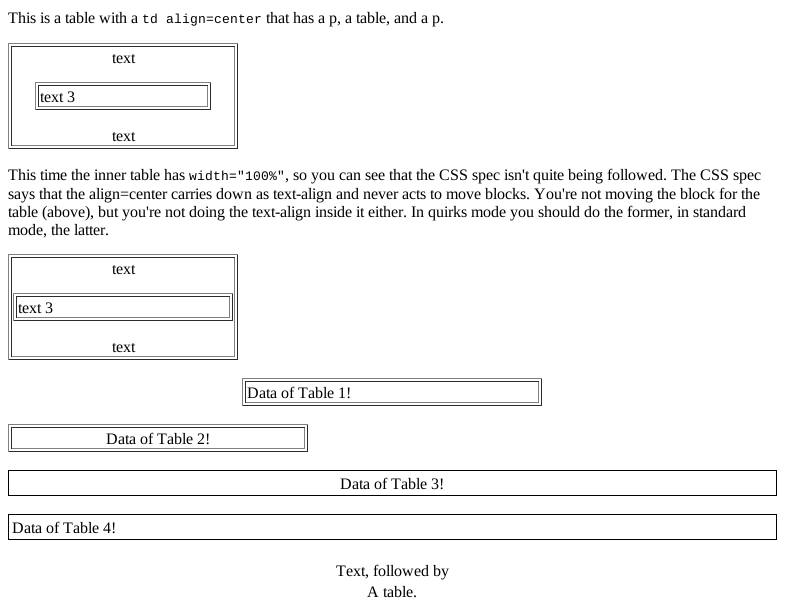 This is a table with a td align=center that has a p, a table, and a p.
text
text 3
text
This time the inner table has width="100%", so you can see that the CSS spec isn't quite being followed. The CSS spec
says that the align=center carries down as text-align and never acts to move blocks. You're not moving the block for the
table (above), but you're not doing the text-align inside it either. In quirks mode you should do the former, in standard
mode, the latter.
text
text 3
text
Data of Table 1!
Data of Table 2!
Data of Table 3!
Data of Table 4!
Text, followed by
A table.